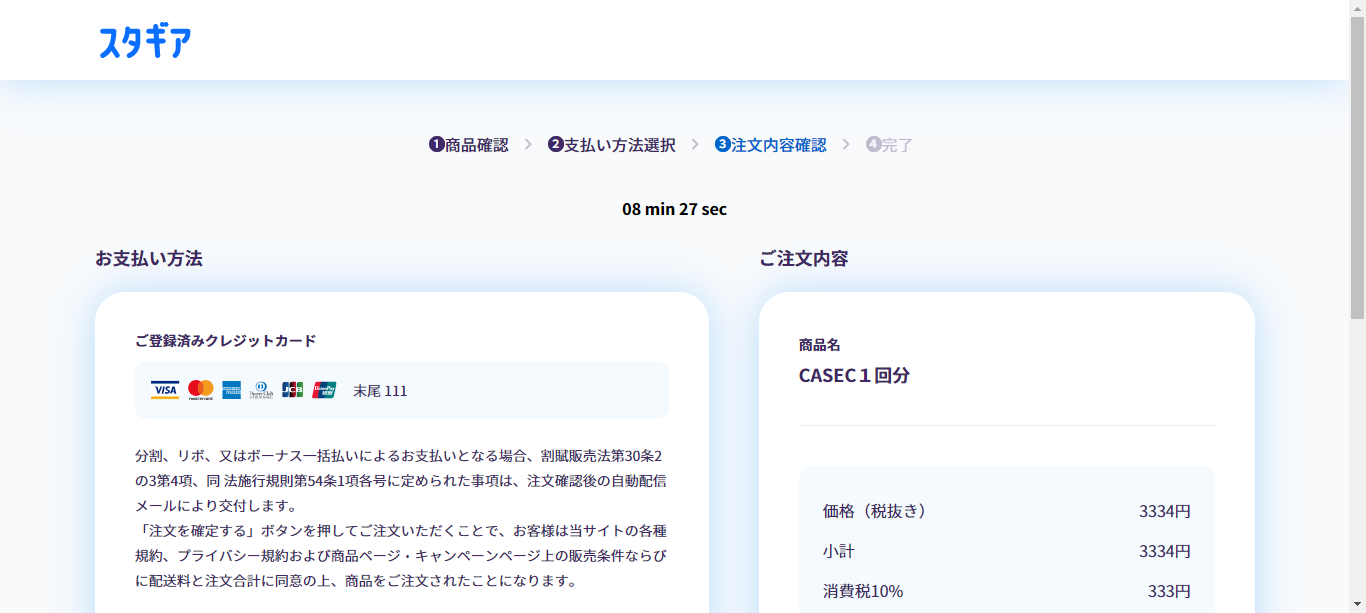 スタギア
1商品確認 > 2支払い方法選択 > 3注文内容確認 > 4完了
08 min 27 sec
お支払い方法
ご登録済みクレジットカード
VISA mastercard AMERICAN EXPRESS Diners Club INTERNATIONAL JCB UnionPay 銀联 末尾 111
分割、リボ、又はボーナス一括払いによるお支払いとなる場合、割賦販売法第30条2
の3第4項、同 法施行規則第54条1項各号に定められた事項は、注文確認後の自動配信
メールにより交付します。
「注文を確定する」ボタンを押してご注文いただくことで、お客様は当サイトの各種
規約、プライバシー規約および商品ページ・キャンペーンページ上の販売条件ならび
に配送料と注文合計に同意の上、商品をご注文されたことになります。
ご注文内容
商品名
CASEC１回分
価格（税抜き） 3334円
小計 3334円
消費税10% 333円